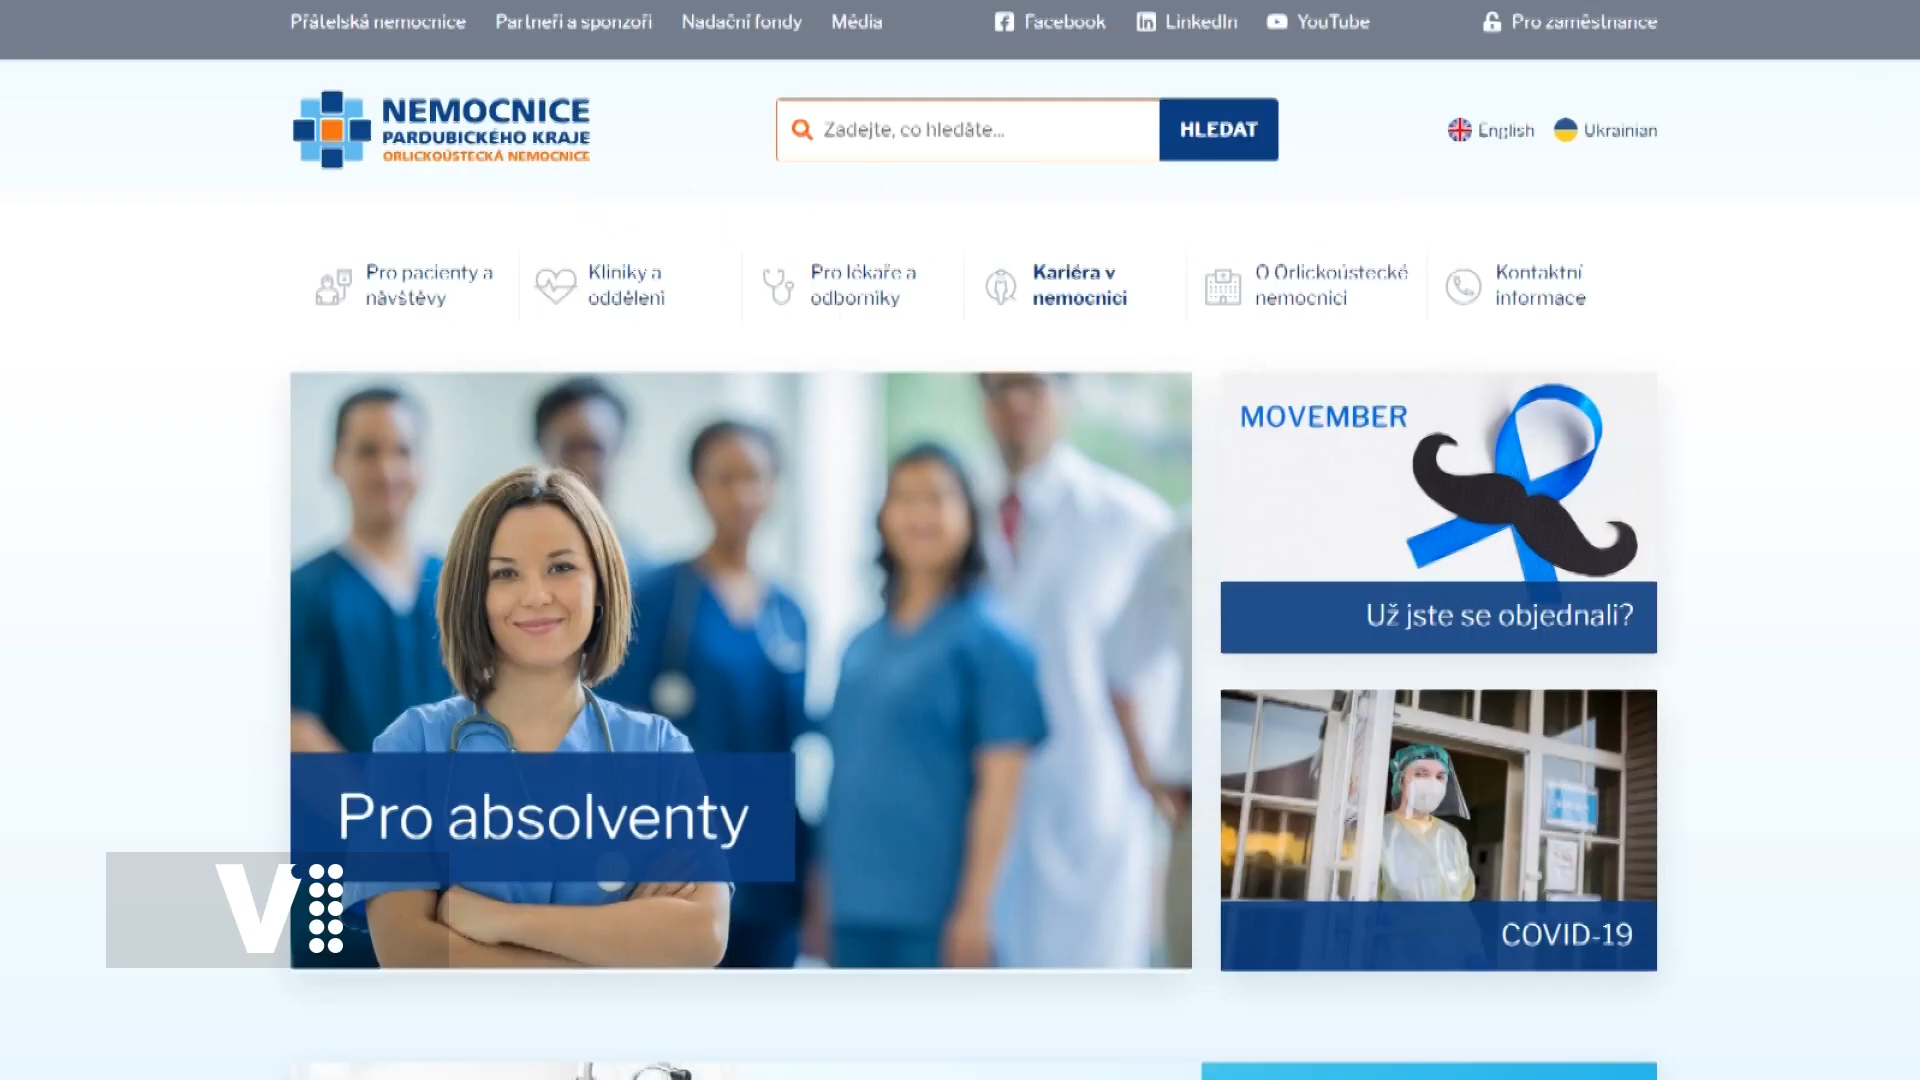 Přátelská nemocnice Partneři a sponzoři Nadační fondy Média Facebook LinkedIn YouTube Pro zaměstnance
NEMOCNICE
PARDUBICKÉHO KRAJE
ORLICKOÚSTECKÁ NEMOCNICE
Zadejte, co hledáte...
HLEDAT
English Ukrainian
Pro pacienty a
návštěvy
Kliniky a
oddělení
Pro lékaře a
odborníky
Kariéra v
nemocnici
O Orlickoústecké
nemocnici
Kontaktní
informace
MOVEMBER
Už jste se objednali?
Pro absolventy
COVID-19
V1